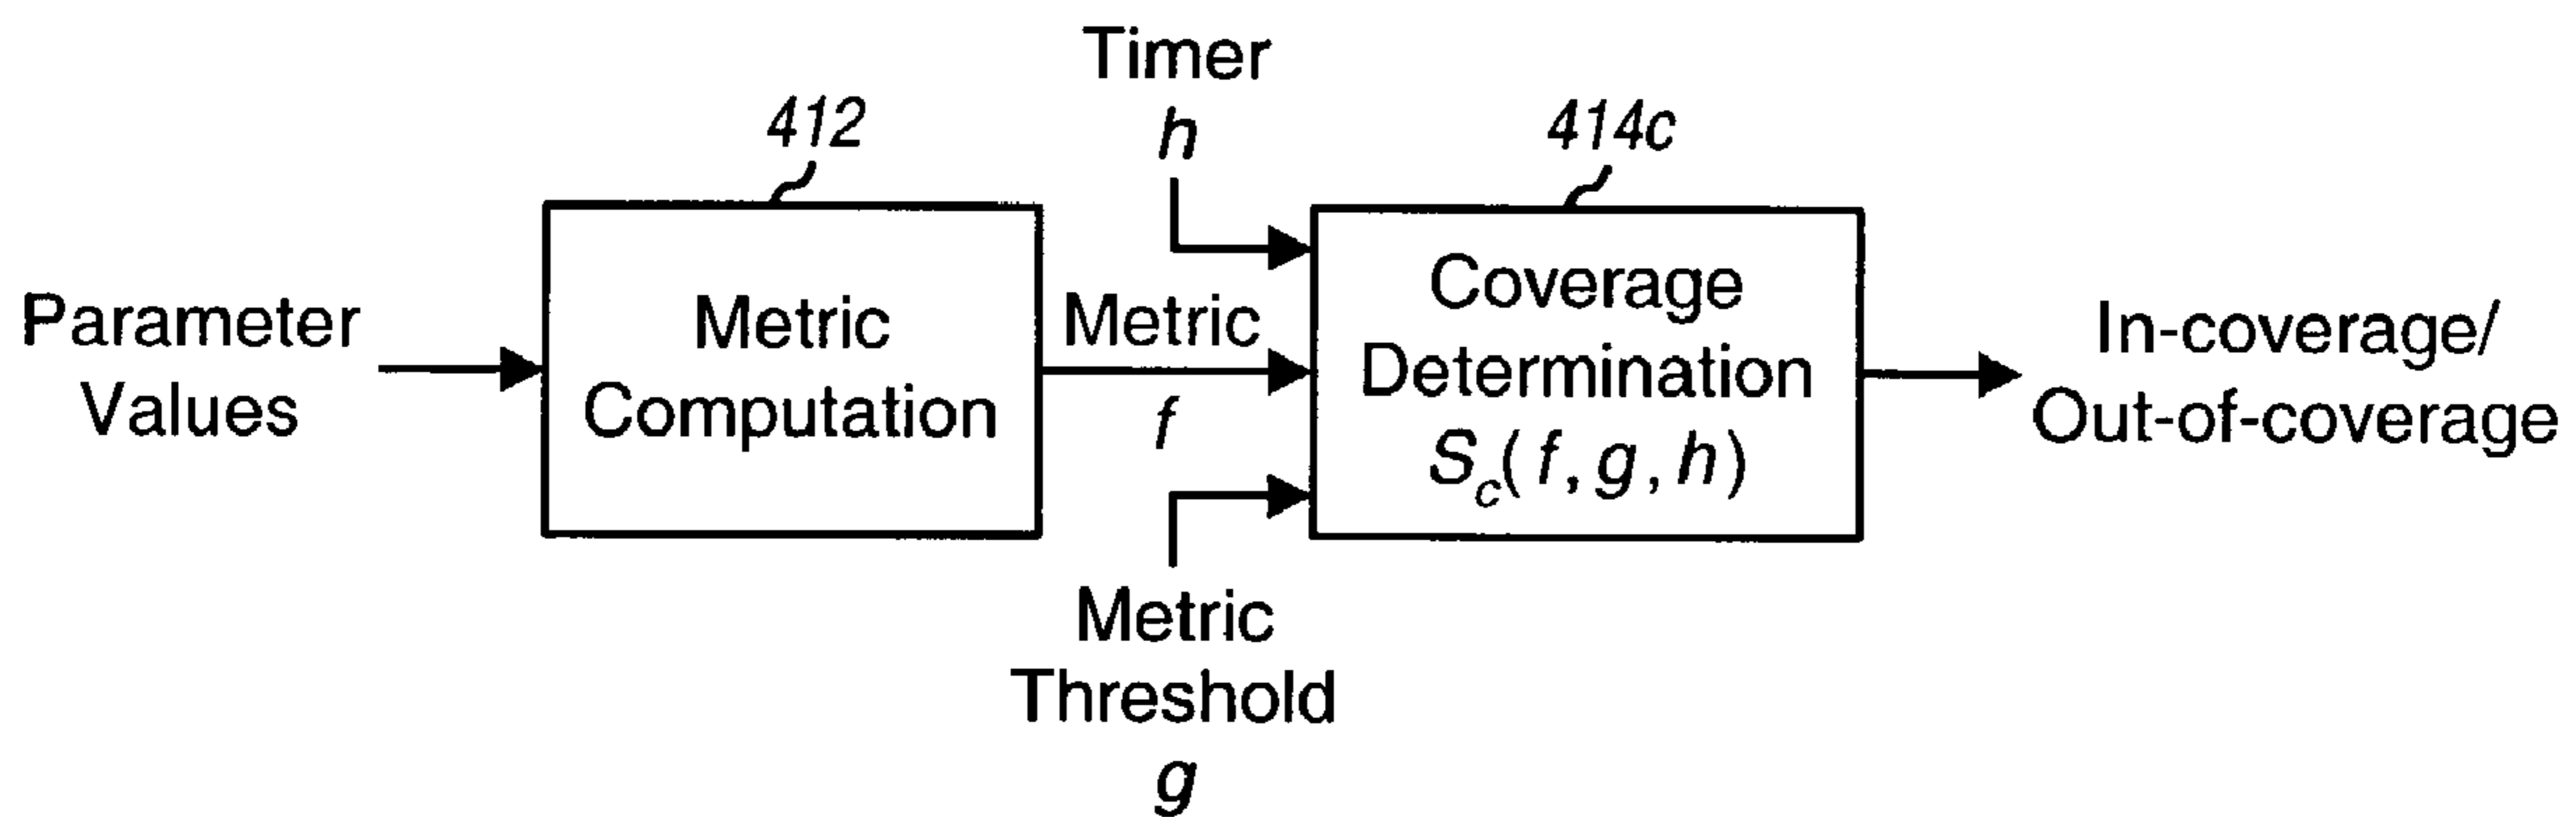 Timer
h
412
414c
Parameter
Values
Metric
Computation
Metric
f
Coverage
Determination
Sc(f,g,h)
In-coverage/
Out-of-coverage
Metric
Threshold
g